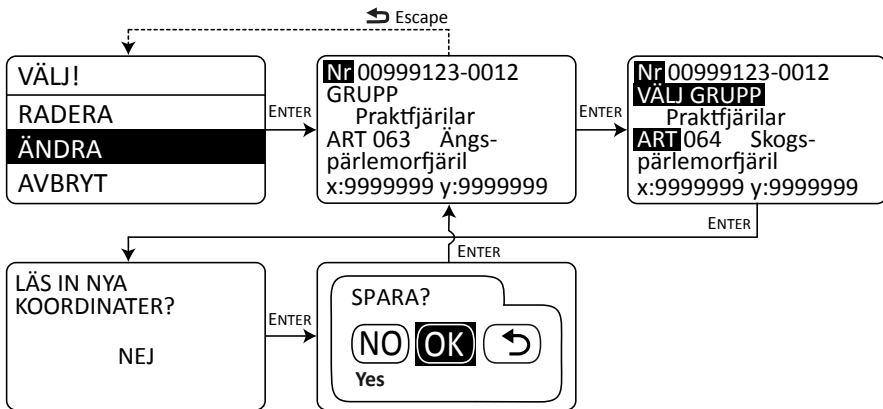 Escape
VÄLJ!
RADERA
ÄNDRA
AVBRYT
ENTER
Nr 00999123-0012
GRUPP
Praktfjärilar
ART 063 Ängs-
pärlemorfjäril
x:9999999 y:9999999
ENTER
Nr 00999123-0012
VÄLJ GRUPP
Praktfjärilar
ART 064 Skogs-
pärlemorfjäril
x:9999999 y:9999999
ENTER
LÄS IN NYA
KOORDINATER?
NEJ
ENTER
ENTER
SPARA?
NO OK
Yes